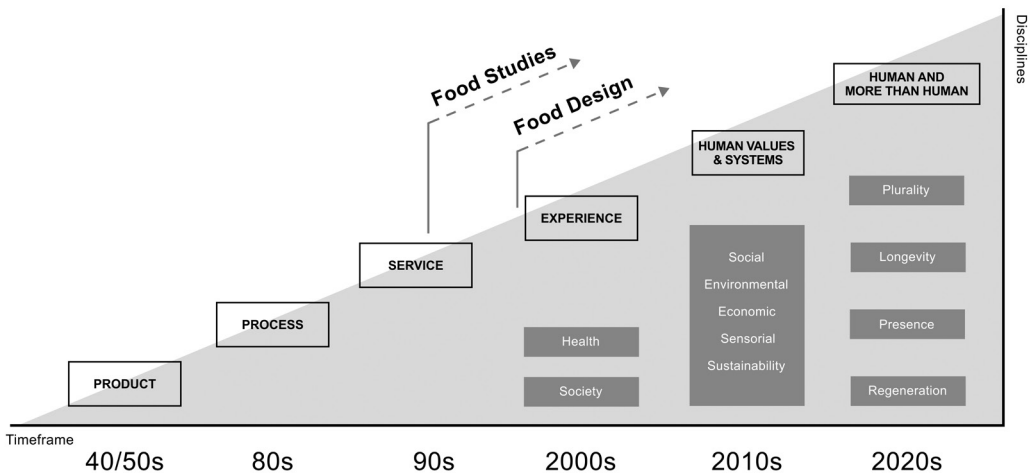 Disciplines
Food Studies
Food Design
HUMAN AND
MORE THAN HUMAN
HUMAN VALUES
& SYSTEMS
Plurality
EXPERIENCE
SERVICE
Social
Longevity
Environmental
Economic
PROCESS
Presence
Health
Sensorial
Sustainability
PRODUCT
Society
Regeneration
Timeframe
40/50s
80s
90s
2000s
2010s
2020s